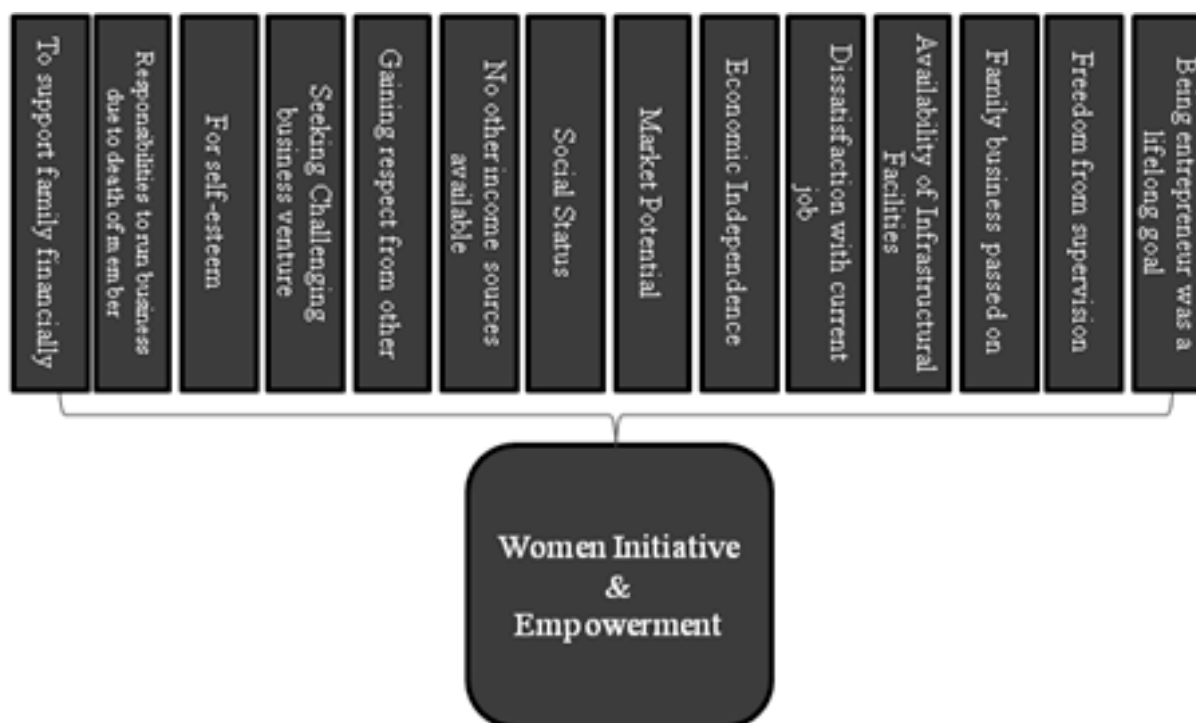 To support family financially
Responsibilities to run business
due to death of member
For self-esteem
Seeking Challenging
business venture
Gaining respect from other
No other income sources
available
Social Status
Market Potential
Economic Independence
Dissatisfaction with current
job
Availability of Infrastructural
Facilities
Family business passed on
Freedom from supervision
Being entrepreneur was a
lifelong goal
Women Initiative
&
Empowerment